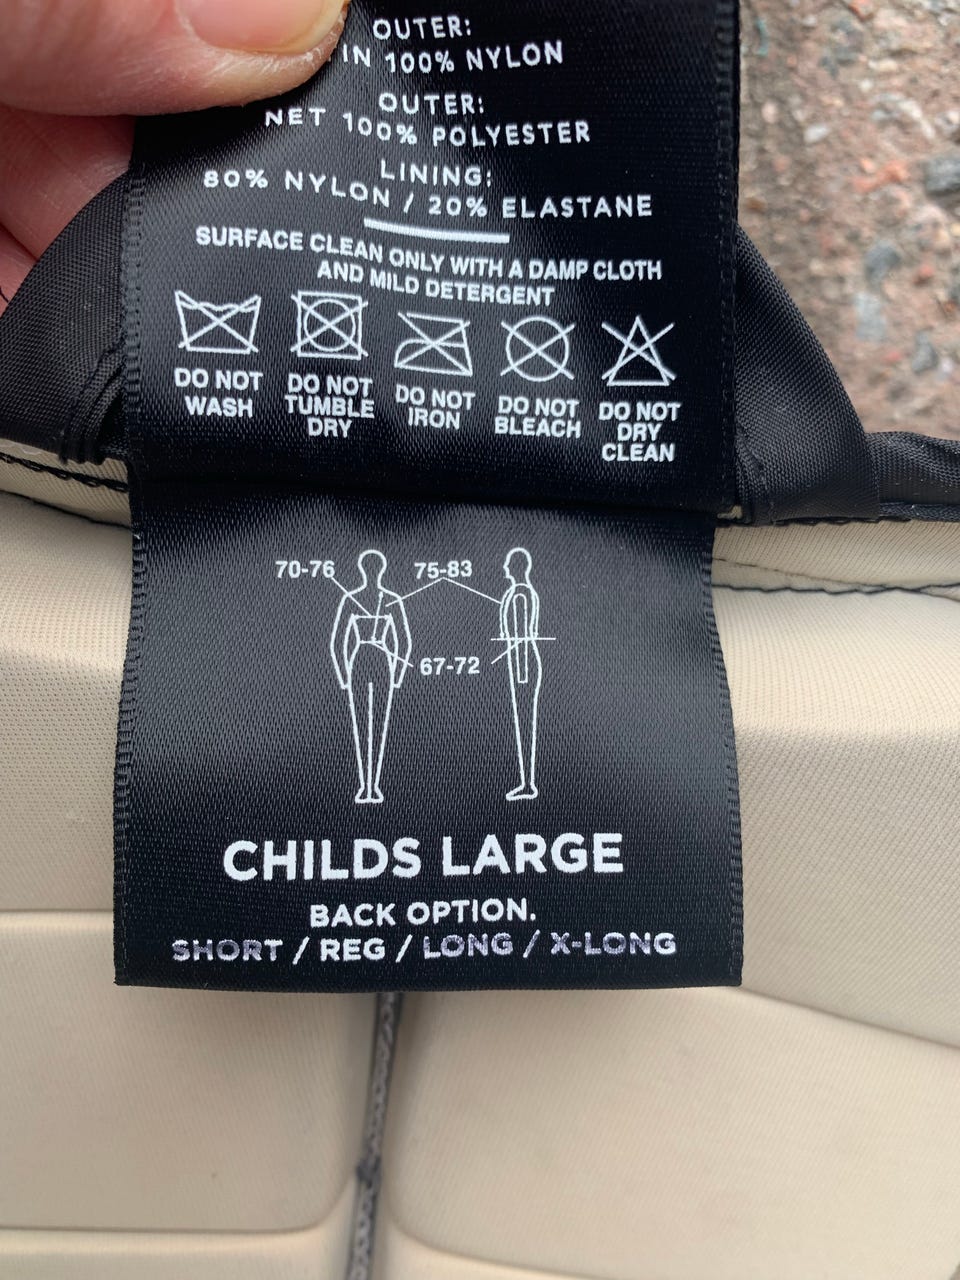 OUTER:
IN 100% NYLON
OUTER:
NET 100% POLYESTER
LINING:
80% NYLON / 20% ELASTANE
SURFACE CLEAN ONLY WITH A DAMP CLOTH
AND MILD DETERGENT
DO NOT WASH
DO NOT TUMBLE DRY
DO NOT IRON
DO NOT BLEACH
DO NOT DRY CLEAN
70-76
75-83
67-72
CHILDS LARGE
BACK OPTION.
SHORT / REG / LONG / X-LONG